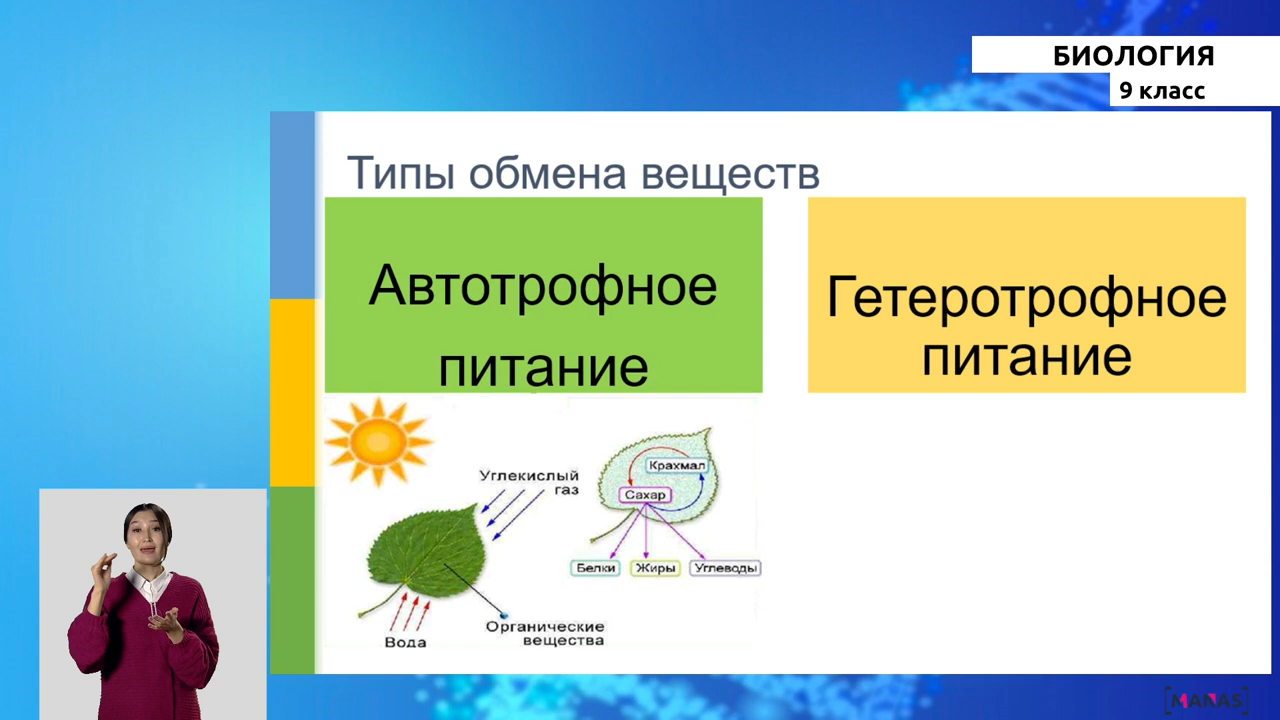 БИОЛОГИЯ
9 класс
Типы обмена веществ
Автотрофное
питание
Гетеротрофное
питание
Углекислый
газ
Вода
Органические
вещества
Крахмал
Сахар
Белки
Жиры
Углеводы
MANAS